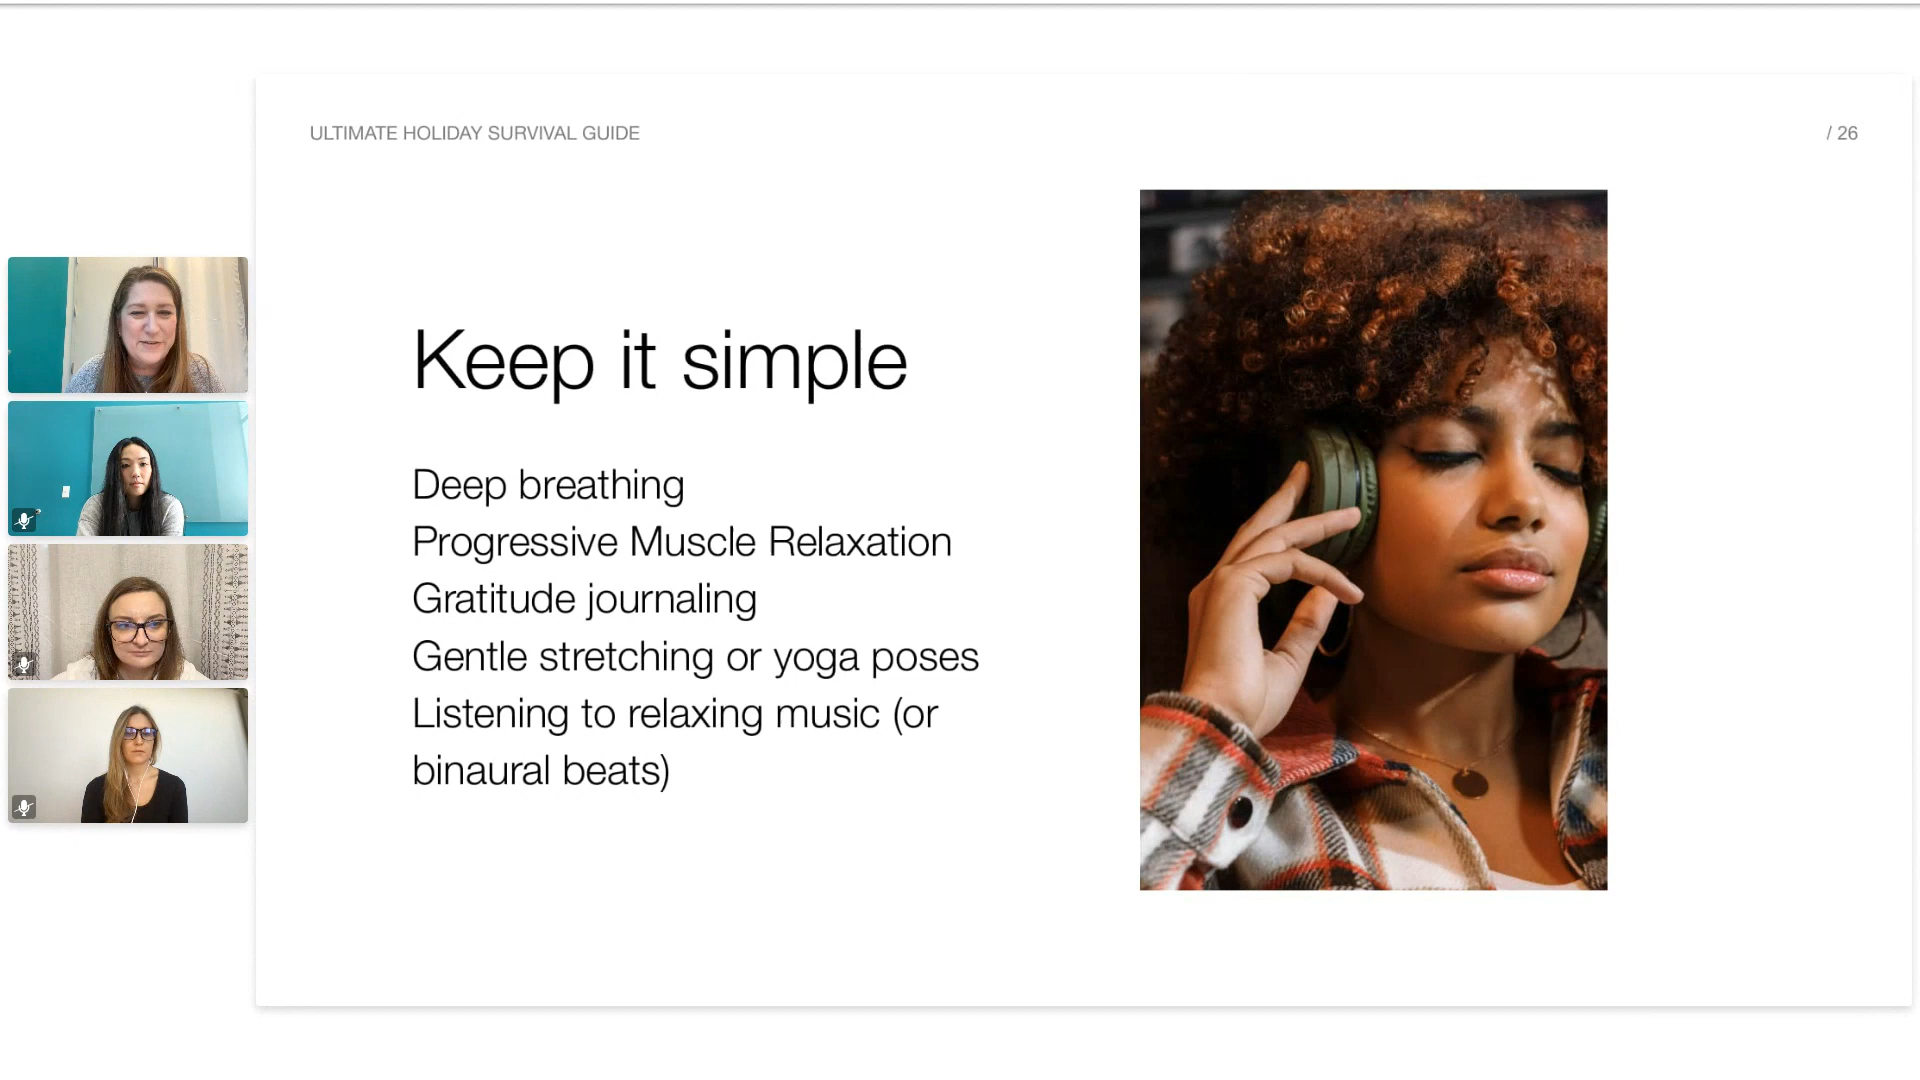 ULTIMATE HOLIDAY SURVIVAL GUIDE
/ 26
Keep it simple
Deep breathing
Progressive Muscle Relaxation
Gratitude journaling
Gentle stretching or yoga poses
Listening to relaxing music (or
binaural beats)